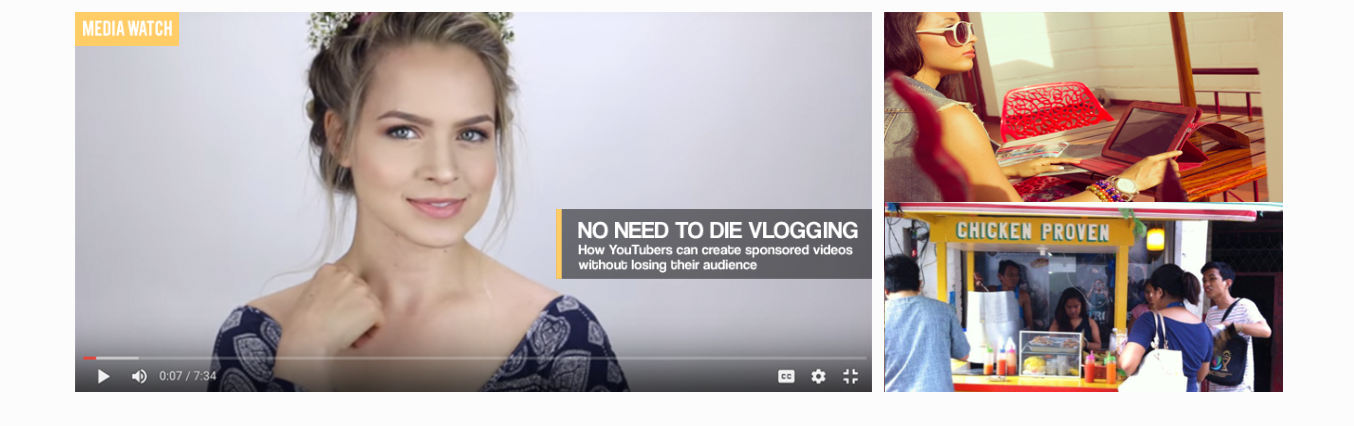 MEDIA WATCH
NO NEED TO DIE VLOGGING
How YouTubers can create sponsored videos
without losing their audience
0:07 / 7:34
CC
CHICKEN PROVEN